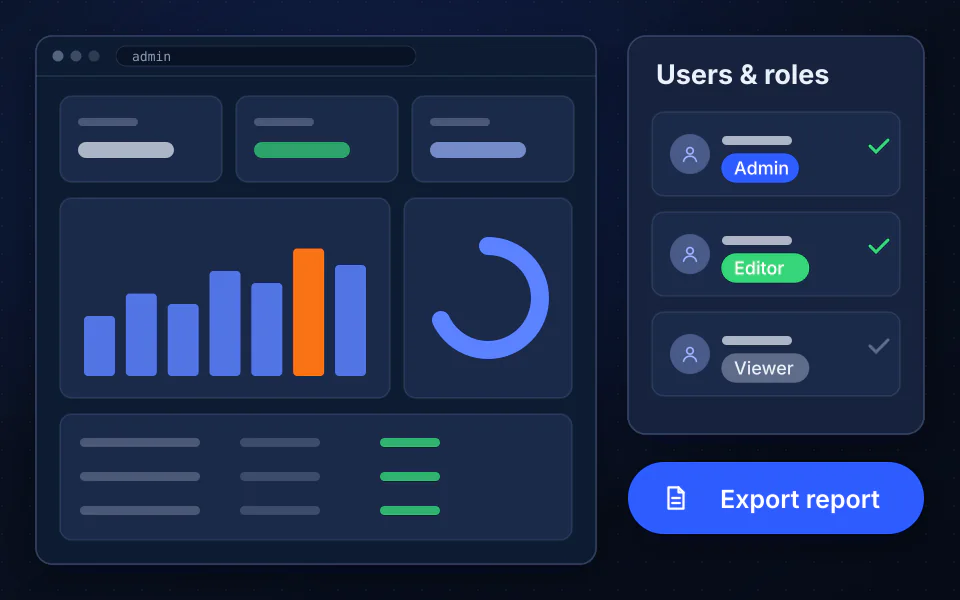 admin
Users & roles
Admin
Editor
Viewer
Export report